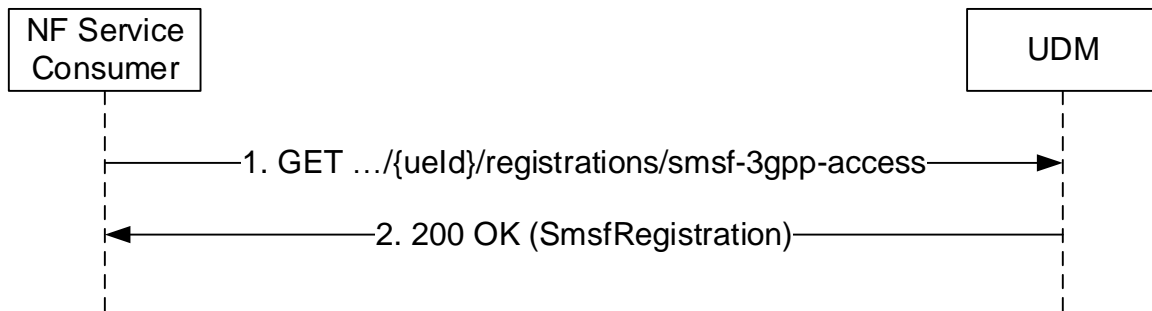 NF Service
Consumer
UDM
1. GET …/{ueId}/registrations/smsf-3gpp-access
2. 200 OK (SmsfRegistration)